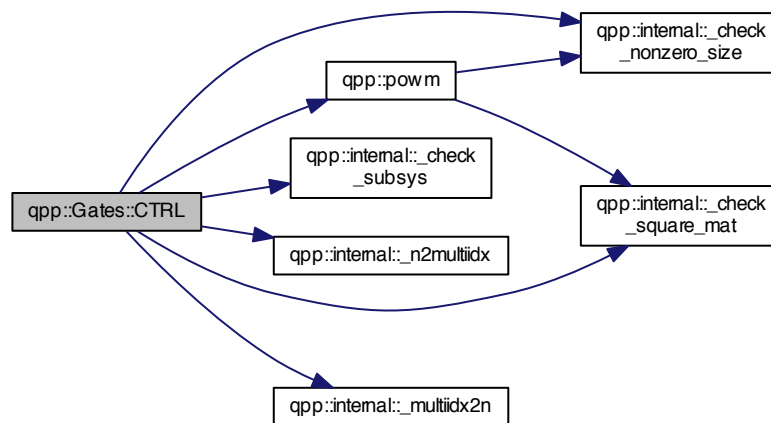 qpp::internal::_check
_nonzero_size
qpp::powm
qpp::internal::_check
_subsys
qpp::Gates::CTRL
qpp::internal::_check
_square_mat
qpp::internal::_n2multiidx
qpp::internal::_multiidx2n